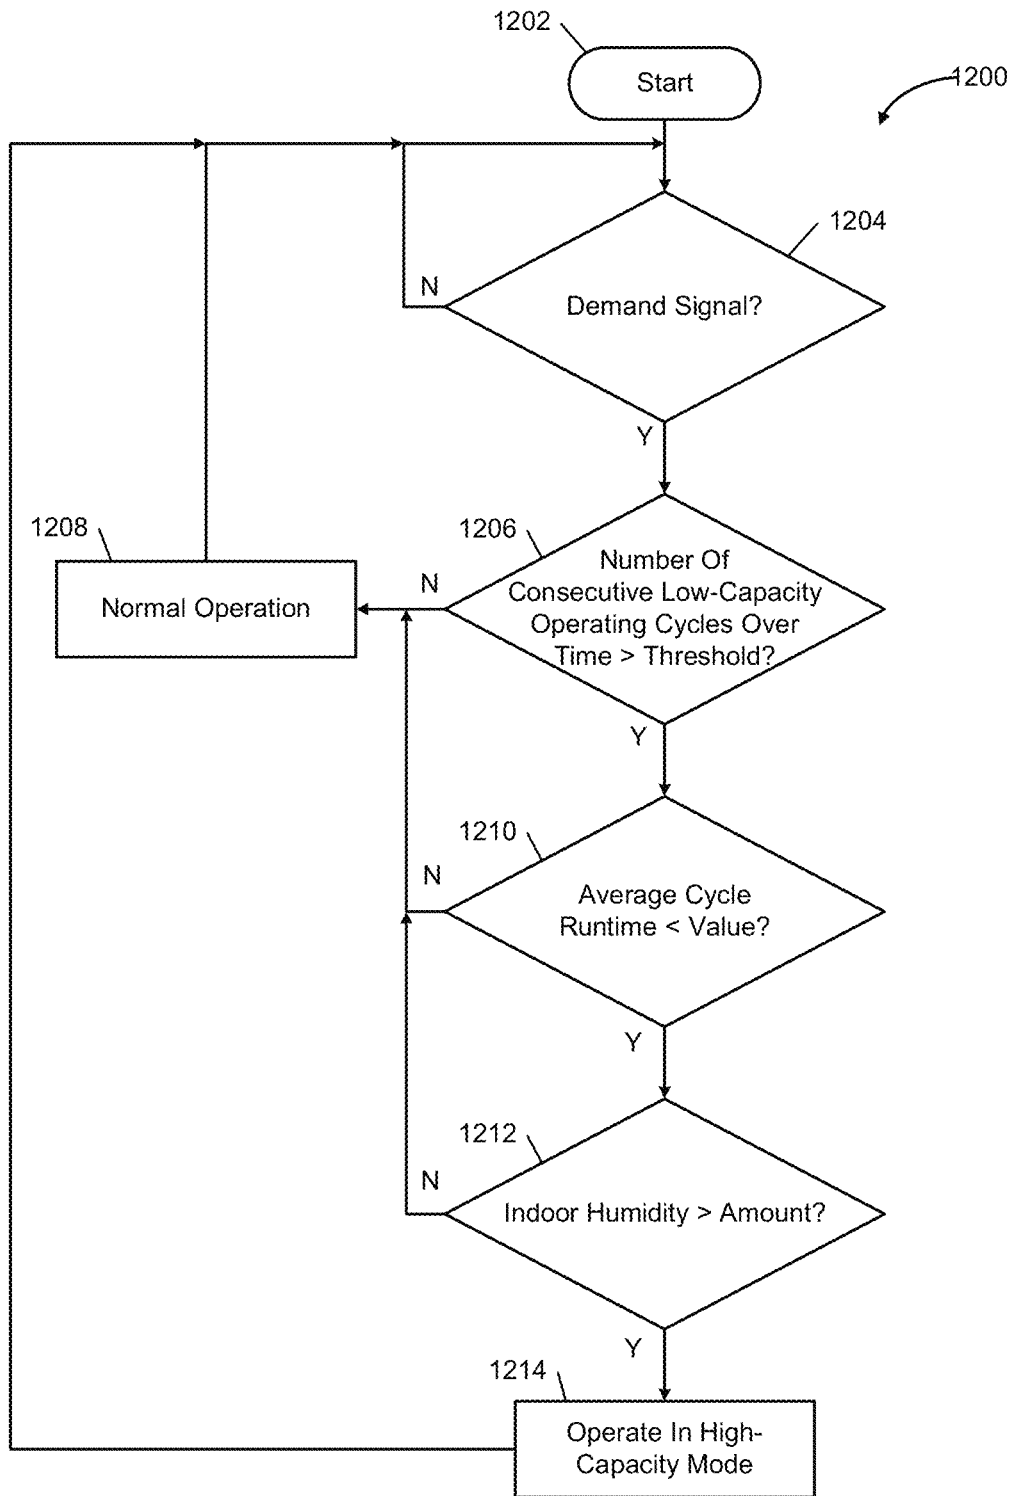 1202
Start
1200
1204
N
Demand Signal?
Y
1208
1206
Normal Operation
N
Number Of
Consecutive Low-Capacity
Operating Cycles Over
Time > Threshold?
Y
1210
N
Average Cycle
Runtime < Value?
Y
1212
N
Indoor Humidity > Amount?
Y
1214
Operate In High-
Capacity Mode